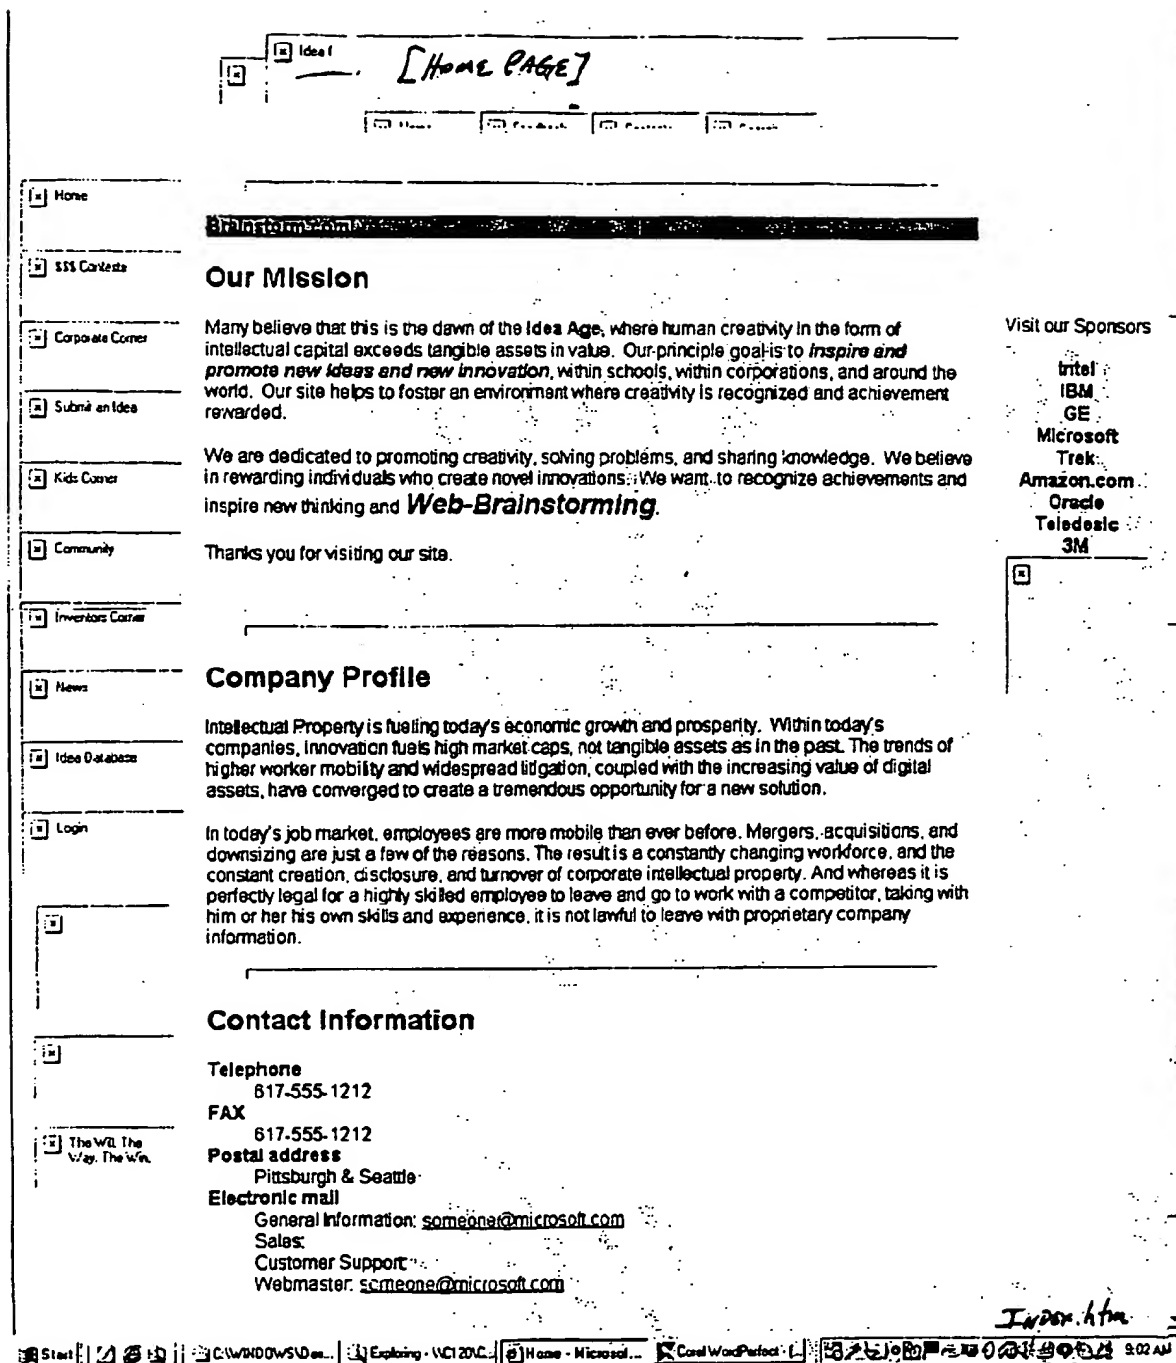 Idea f
[HOME PAGE]
Home
$$$ Contests
Corporate Corner
Submit an Idea
Kids Corner
Community
Inventors Corner
News
Idea Database
Login
The Will. The
Way. The Win.
Brainstorm.com
Our Mission
Many believe that this is the dawn of the Idea Age, where human creativity in the form of
intellectual capital exceeds tangible assets in value. Our principle goal is to inspire and
promote new ideas and new innovation, within schools, within corporations, and around the
world. Our site helps to foster an environment where creativity is recognized and achievement
rewarded.
We are dedicated to promoting creativity, solving problems, and sharing knowledge. We believe
in rewarding individuals who create novel innovations. We want to recognize achievements and
inspire new thinking and Web-Brainstorming.
Thanks you for visiting our site.
Company Profile
Intellectual Property is fueling today's economic growth and prosperity. Within today's
companies, innovation fuels high market caps, not tangible assets as in the past. The trends of
higher worker mobility and widespread litigation, coupled with the increasing value of digital
assets, have converged to create a tremendous opportunity for a new solution.
In today's job market, employees are more mobile than ever before. Mergers, acquisitions, and
downsizing are just a few of the reasons. The result is a constantly changing workforce, and the
constant creation, disclosure, and turnover of corporate intellectual property. And whereas it is
perfectly legal for a highly skilled employee to leave and go to work with a competitor, taking with
him or her his own skills and experience, it is not lawful to leave with proprietary company
information.
Contact Information
Telephone
617-555-1212
FAX
617-555-1212
Postal address
Pittsburgh & Seattle
Electronic mail
General Information: someone@microsoft.com
Sales:
Customer Support:
Webmaster: someone@microsoft.com
Visit our Sponsors
Intel
IBM
GE
Microsoft
Trek
Amazon.com
Oracle
Teledesic
3M
Index.htm
Start C:\WINDOWS\Des... Exploring - \\C120\C... Home - Microsof... Corel WordPerfect - [... 9:02 AM